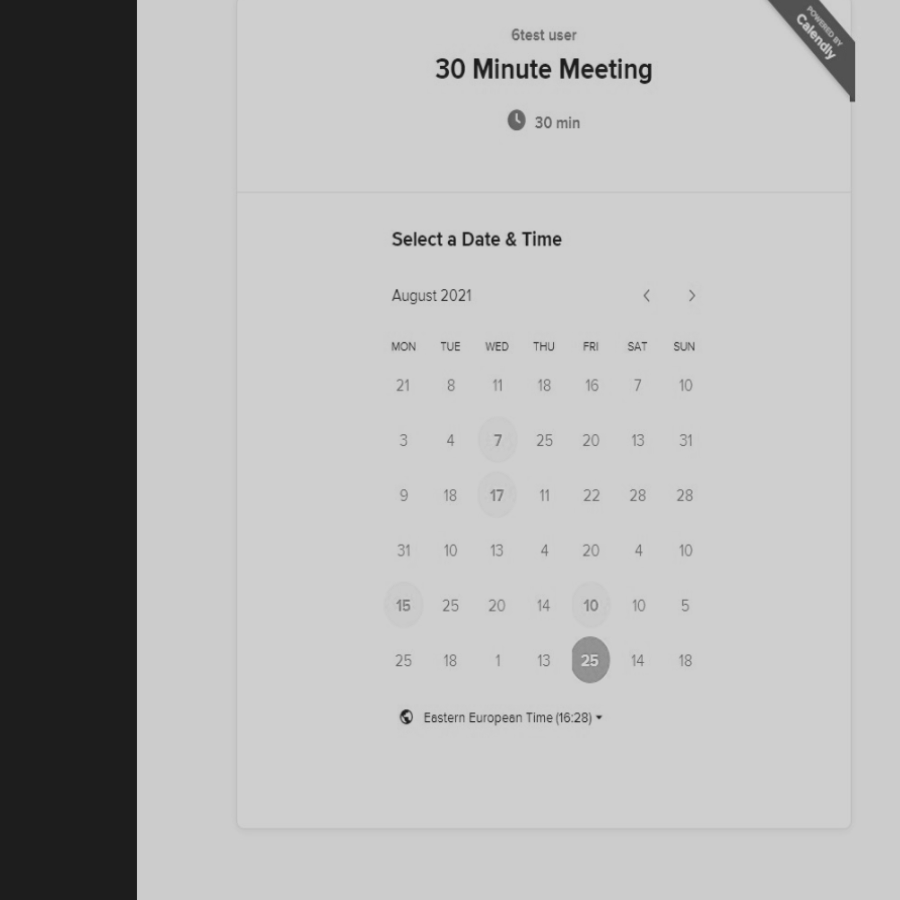 POWERED BY
Calendly
6test user
30 Minute Meeting
30 min
Select a Date & Time
August 2021
MON TUE WED THU FRI SAT SUN
21 8 11 18 16 7 10
3 4 7 25 20 13 31
9 18 17 11 22 28 28
31 10 13 4 20 4 10
15 25 20 14 10 10 5
25 18 1 13 25 14 18
Eastern European Time (16:28)